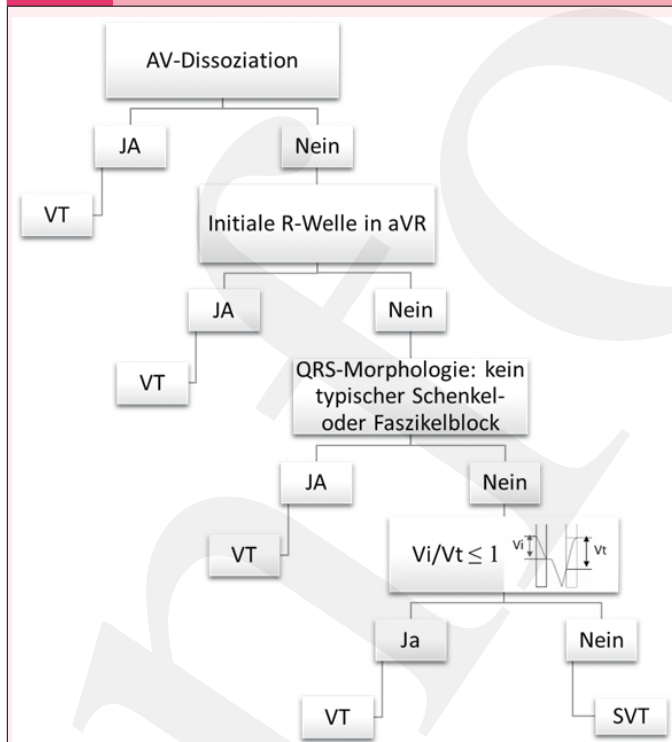 AV-Dissoziation
JA
Nein
VT
Initiale R-Welle in aVR
JA
Nein
VT
QRS-Morphologie: kein
typischer Schenkel-
oder Faszikelblock
JA
Nein
VT
Vi/Vt ≤ 1
Vi
Vt
Ja
Nein
VT
SVT